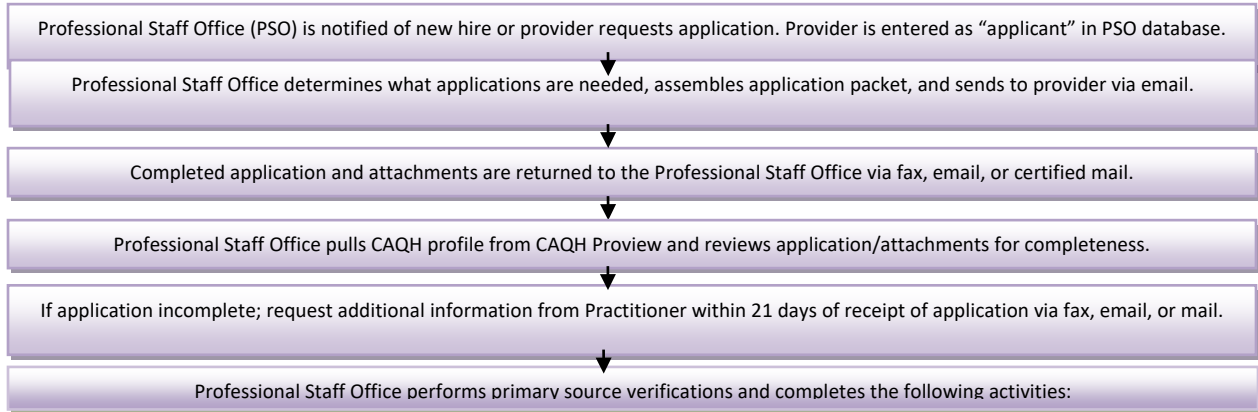 Professional Staff Office (PSO) is notified of new hire or provider requests application. Provider is entered as “applicant” in PSO database.
Professional Staff Office determines what applications are needed, assembles application packet, and sends to provider via email.
Completed application and attachments are returned to the Professional Staff Office via fax, email, or certified mail.
Professional Staff Office pulls CAQH profile from CAQH Proview and reviews application/attachments for completeness.
If application incomplete; request additional information from Practitioner within 21 days of receipt of application via fax, email, or mail.
Professional Staff Office performs primary source verifications and completes the following activities: